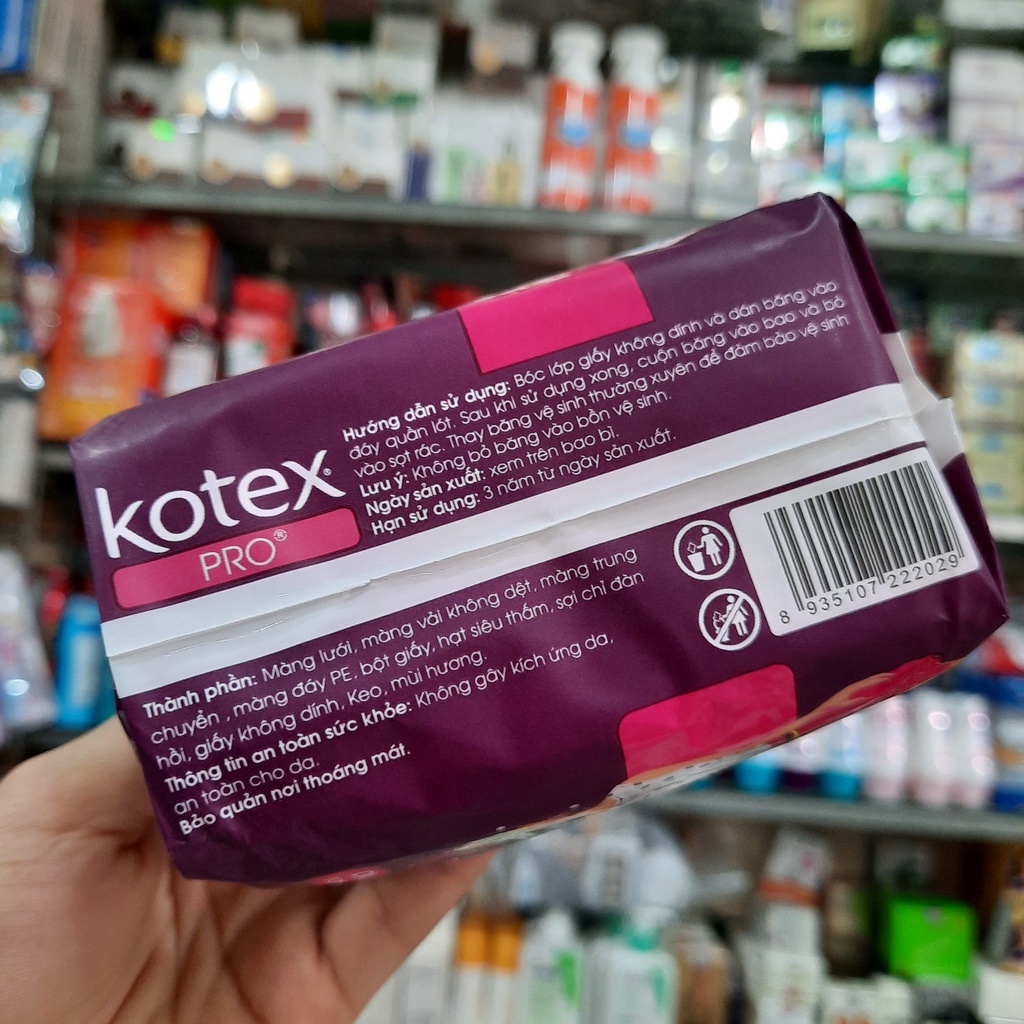 kotex®
PRO®
Hướng dẫn sử dụng: Bóc lớp giấy không dính và dán băng vào
đáy quần lót. Sau khi sử dụng xong, cuộn băng vào bao và bỏ
vào sọt rác. Thay băng vệ sinh thường xuyên để đảm bảo vệ sinh
Lưu ý: Không bỏ băng vào bồn vệ sinh.
Ngày sản xuất: xem trên bao bì.
Hạn sử dụng: 3 năm từ ngày sản xuất.
Thành phần: Màng lưới, màng vải không dệt, màng trung
chuyển , màng đáy PE, bột giấy, hạt siêu thấm, sợi chỉ đàn
hồi, giấy không dính, keo, mùi hương.
Thông tin an toàn sức khỏe: Không gây kích ứng da,
an toàn cho da.
Bảo quản nơi thoáng mát.
8 935107 222029